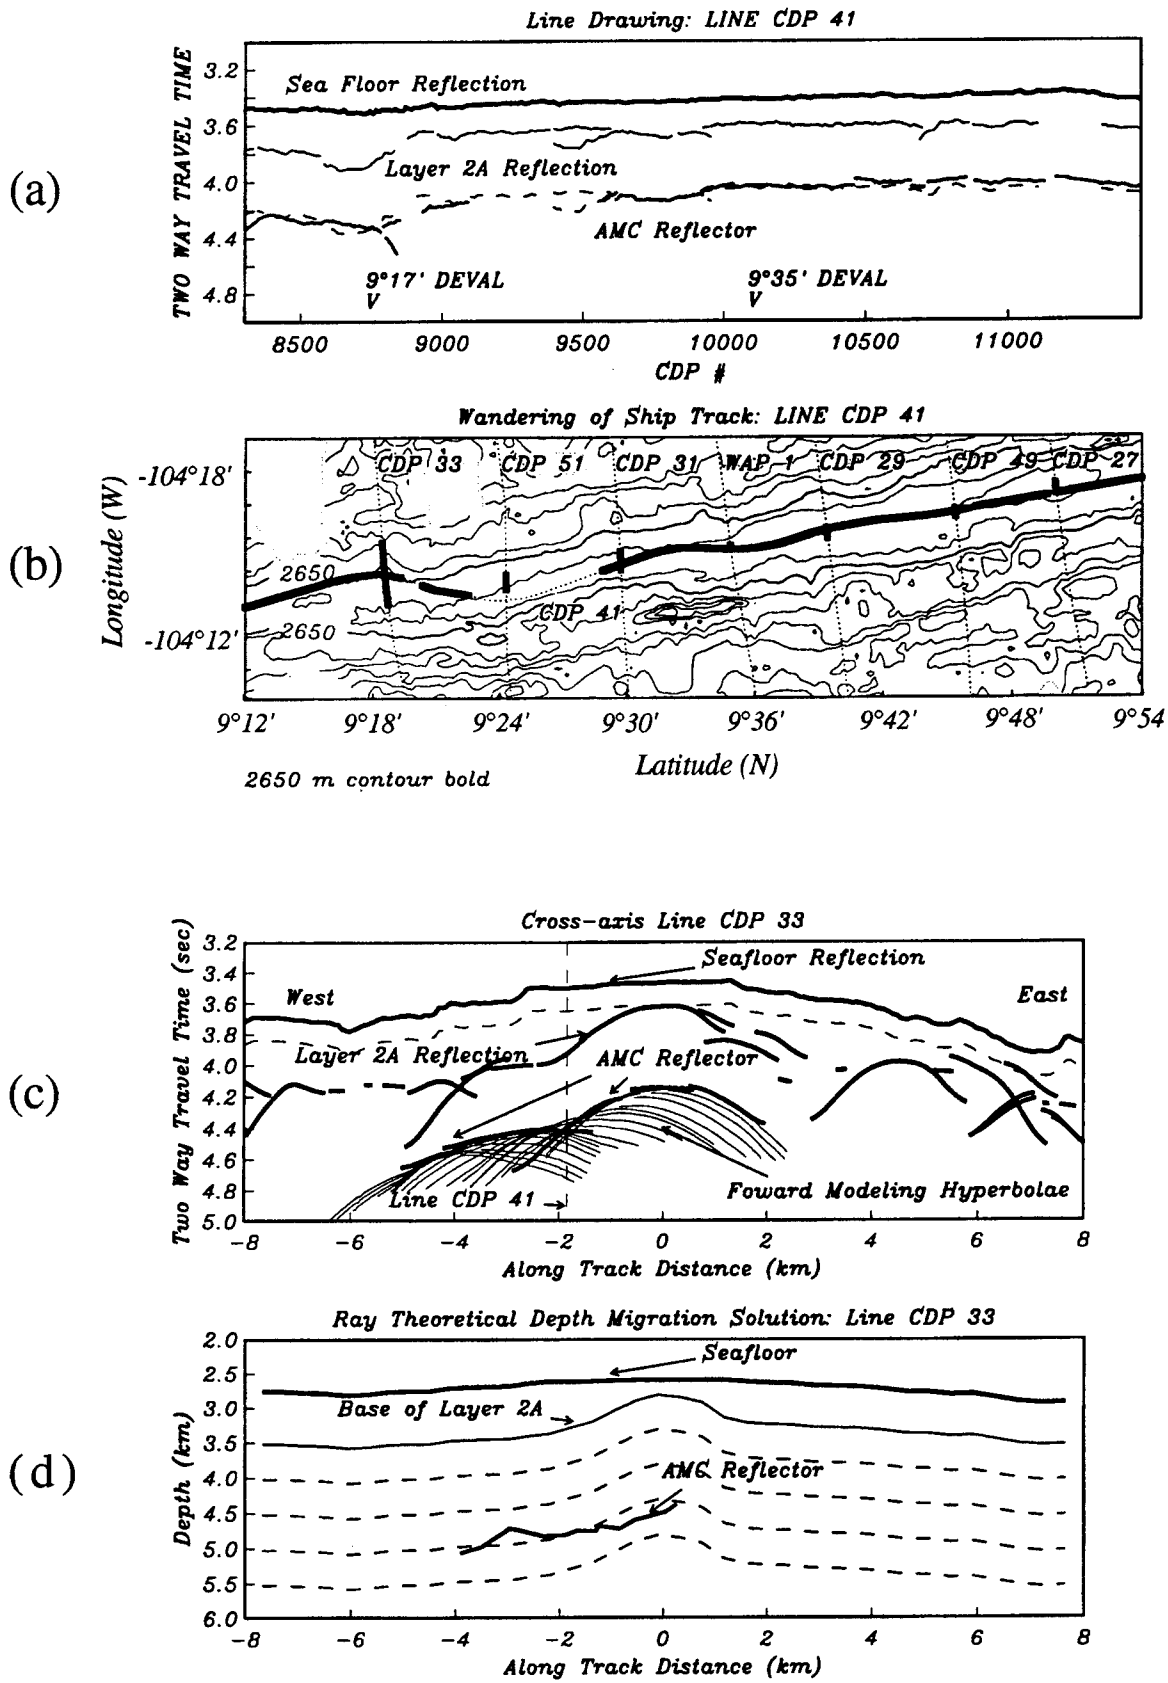 Line Drawing: LINE CDP 41
(a)
TWO WAY TRAVEL TIME
3.2
3.6
4.0
4.4
4.8
Sea Floor Reflection
Layer 2A Reflection
AMC Reflector
9°17' DEVAL
V
9°35' DEVAL
V
8500 9000 9500 10000 10500 11000
CDP #
Wandering of Ship Track: LINE CDP 41
(b)
Longitude (W)
-104°18'
-104°12'
CDP 33 CDP 51 CDP 31 WAP 1 CDP 29 CDP 49 CDP 27
2650
2650
CDP 41
9°12' 9°18' 9°24' 9°30' 9°36' 9°42' 9°48' 9°54
Latitude (N)
2650 m contour bold
Cross-axis Line CDP 33
(c)
Two Way Travel Time (sec)
3.2
3.4
3.6
3.8
4.0
4.2
4.4
4.6
4.8
5.0
Seafloor Reflection
West
East
Layer 2A Reflection
AMC Reflector
Line CDP 41
Foward Modeling Hyperbolae
-8 -6 -4 -2 0 2 4 6 8
Along Track Distance (km)
Ray Theoretical Depth Migration Solution: Line CDP 33
(d)
Depth (km)
2.0
2.5
3.0
3.5
4.0
4.5
5.0
5.5
6.0
Seafloor
Base of Layer 2A
AMC Reflector
-8 -6 -4 -2 0 2 4 6 8
Along Track Distance (km)